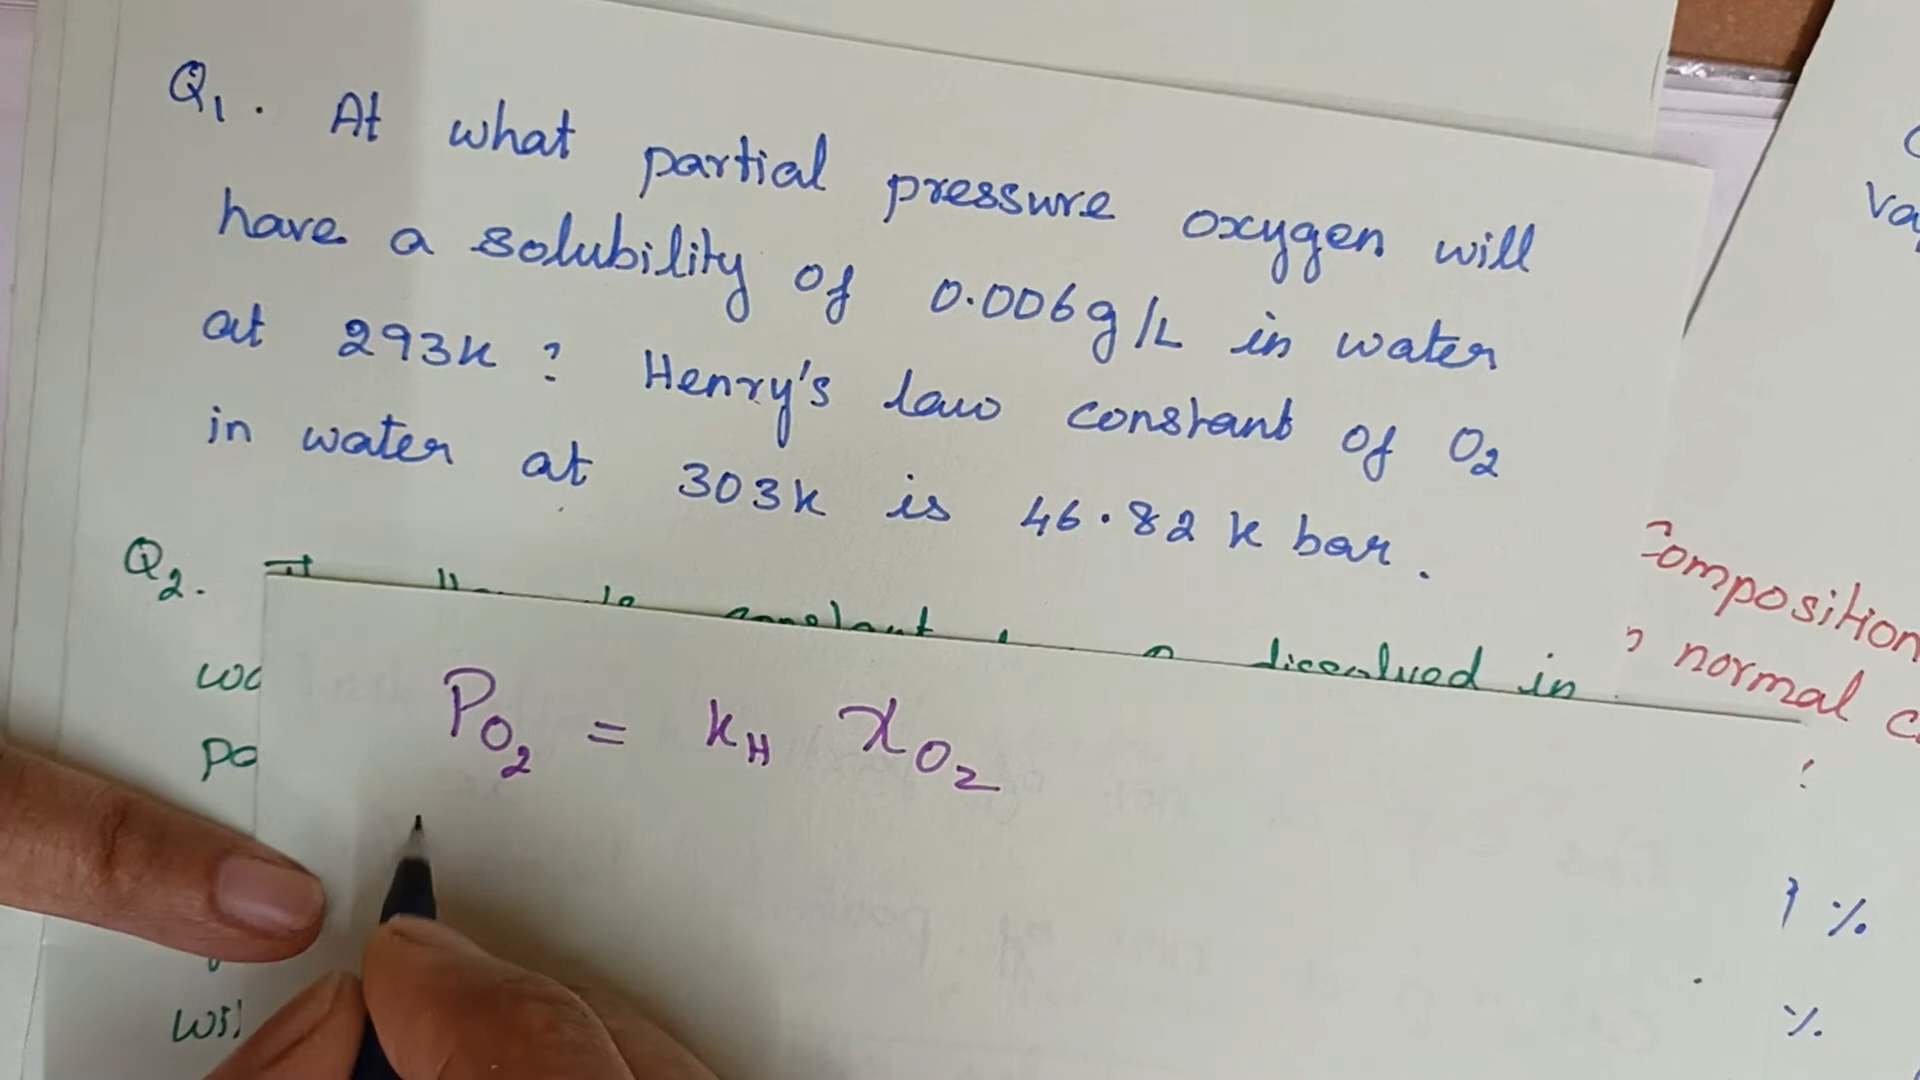 Q1. At what partial pressure oxygen will
have a solubility of 0.006g/L in water
at 293K ? Henry's law constant of O2
in water at 303K is 46.82 k bar.
Q2. constant dissolved in
PO2 = KH xO2
composition
normal
%
%